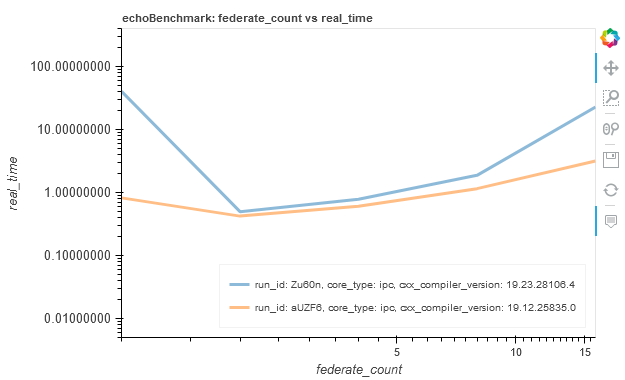 echoBenchmark: federate_count vs real_time
100.00000000
10.00000000
1.00000000
0.10000000
0.01000000
real_time
run_id: Zu60n, core_type: ipc, cxx_compiler_version: 19.23.28106.4
run_id: aUZF6, core_type: ipc, cxx_compiler_version: 19.12.25835.0
5
10
15
federate_count